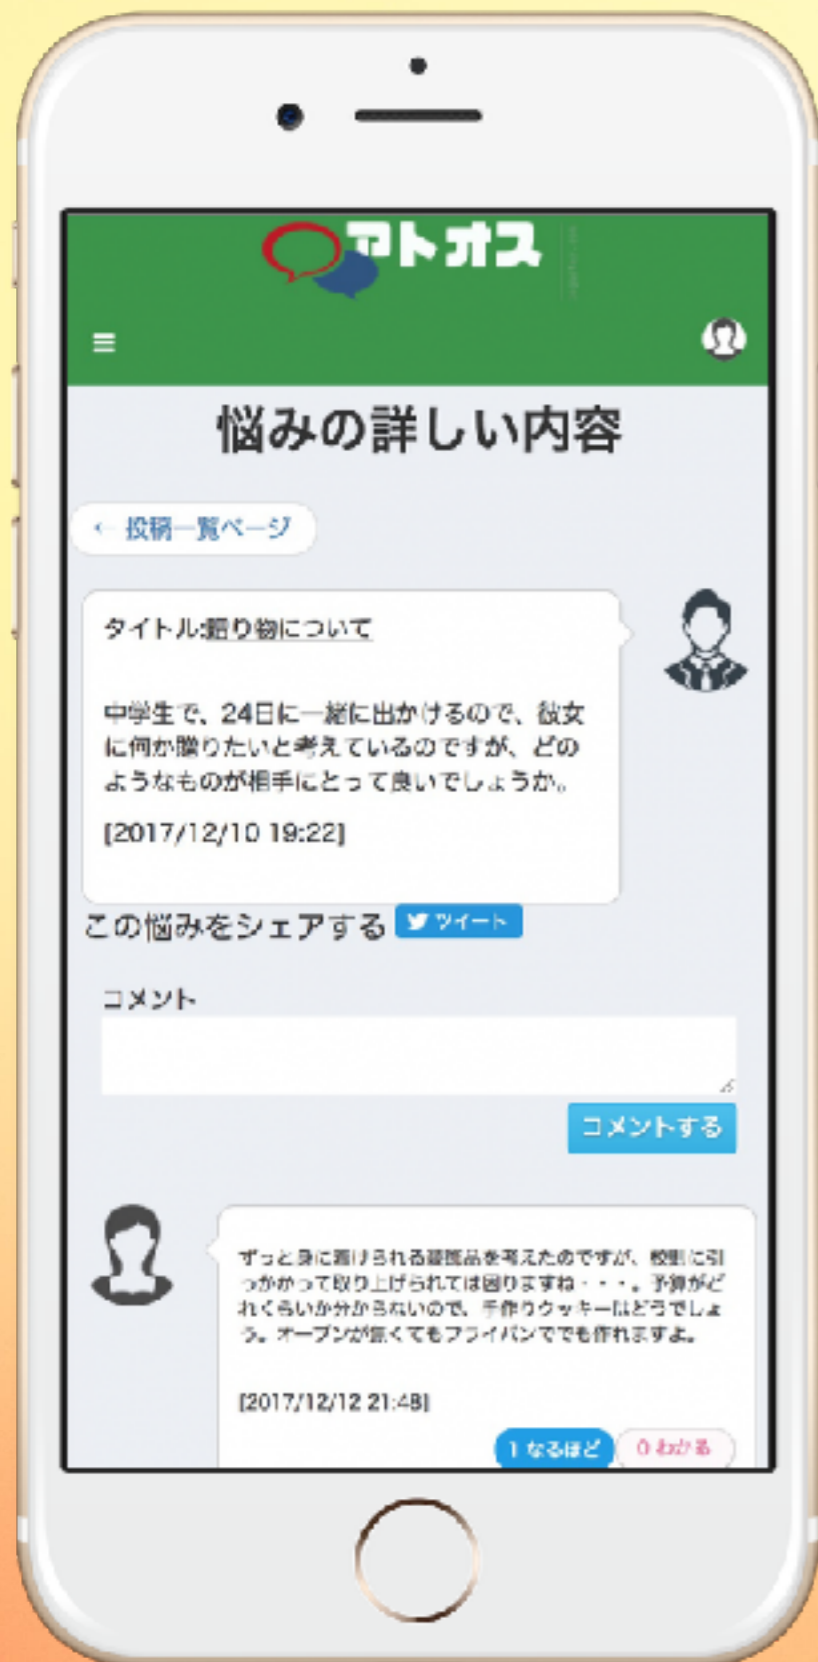 アトオス
悩みの詳しい内容
← 投稿一覧ページ
タイトル:贈り物について
中学生で、24日に一緒に出かけるので、彼女
に何か贈りたいと考えているのですが、どの
ようなものが相手にとって良いでしょうか。
[2017/12/10 19:22]
この悩みをシェアする ツイート
コメント
コメントする
ずっと身に着けられる装飾品を考えたのですが、校則に引
っかかって取り上げられては困りますね・・・。予算がど
れくらいか分からないので、手作りクッキーはどうでしょ
う。オーブンが無くてもフライパンででも作れますよ。
[2017/12/12 21:48]
1 なるほど 0 わかる